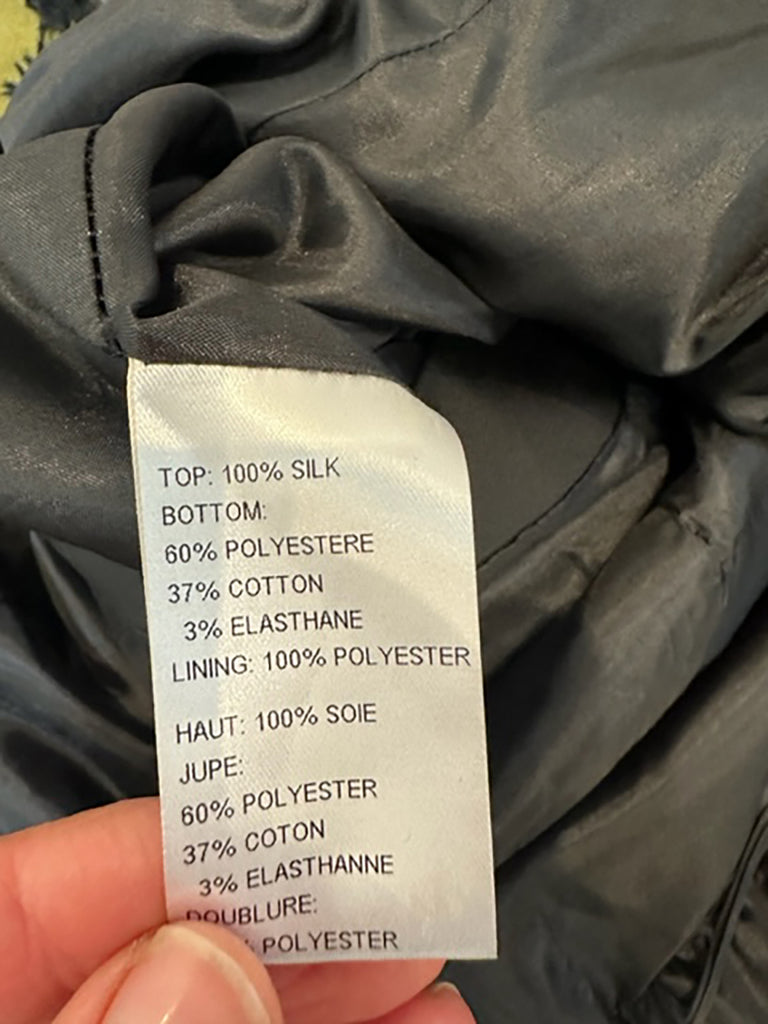 TOP: 100% SILK
BOTTOM:
60% POLYESTERE
37% COTTON
3% ELASTHANE
LINING: 100% POLYESTER
HAUT: 100% SOIE
JUPE:
60% POLYESTER
37% COTON
3% ELASTHANNE
DOUBLURE:
POLYESTER